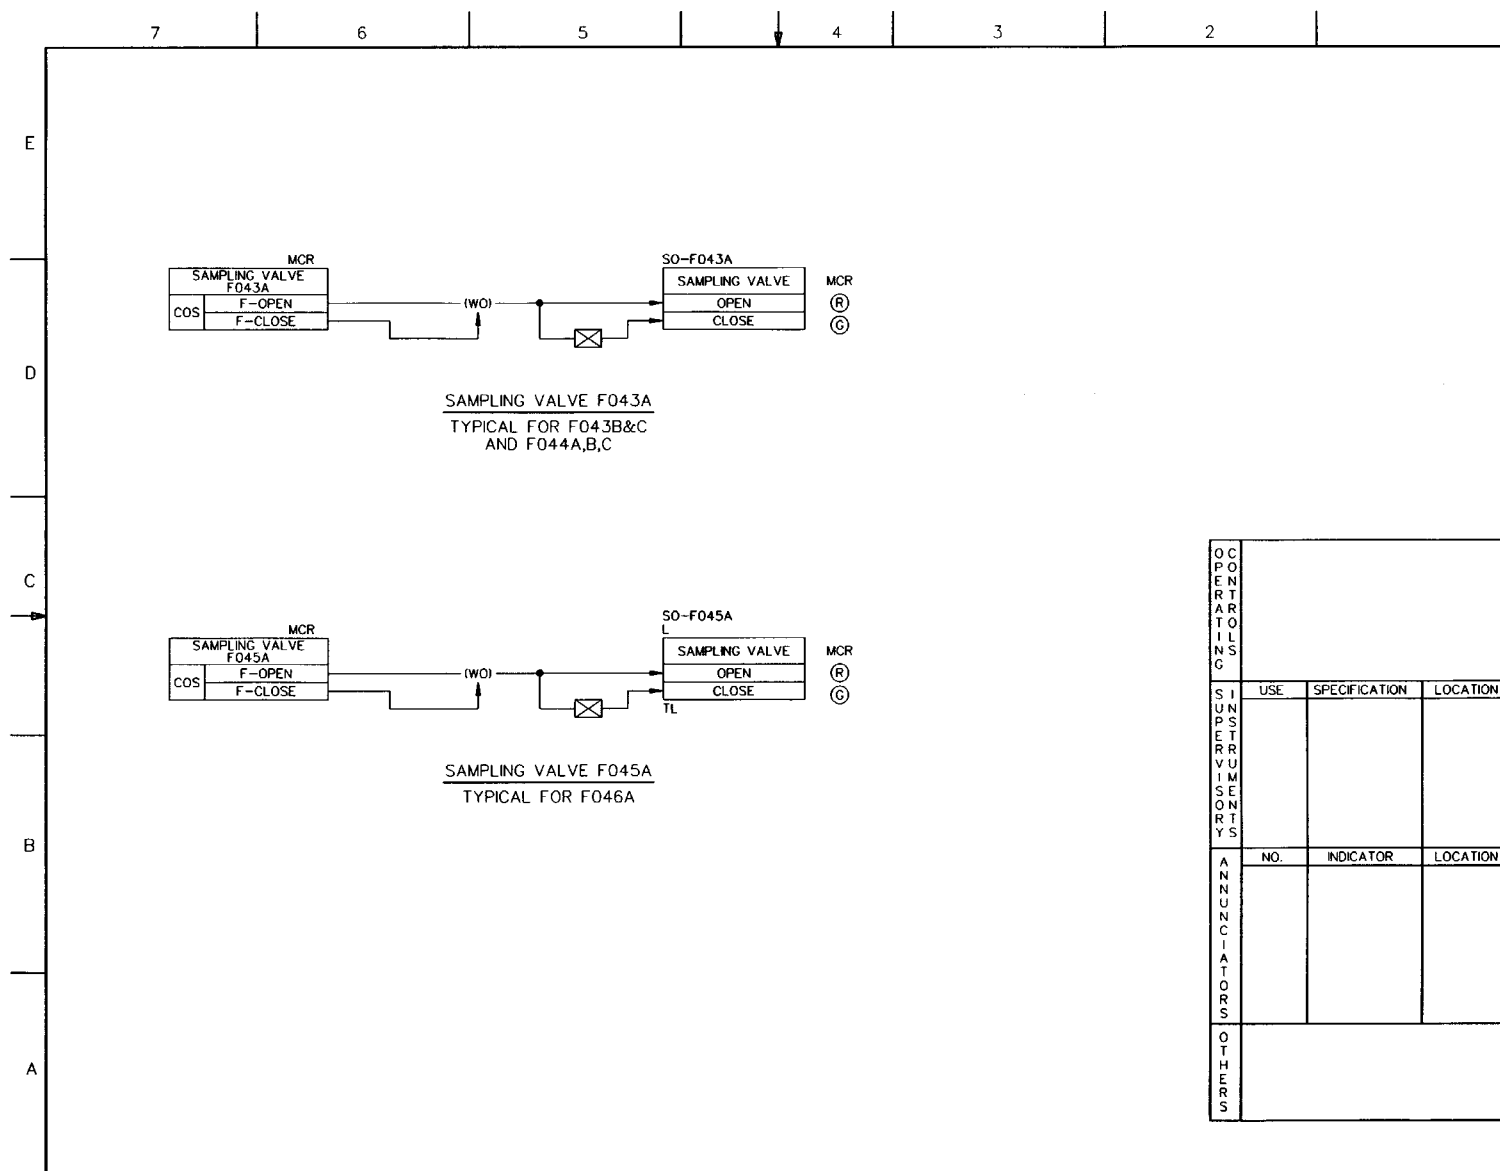 7 6 5 4 3 2
E
D
C
B
A
MCR
SAMPLING VALVE
F043A
COS
F-OPEN
F-CLOSE
(WO)
SO-F043A
SAMPLING VALVE
OPEN
CLOSE
MCR
R
G
SAMPLING VALVE F043A
TYPICAL FOR F043B&C
AND F044A,B,C
MCR
SAMPLING VALVE
F045A
COS
F-OPEN
F-CLOSE
(WO)
SO-F045A
L
SAMPLING VALVE
OPEN
CLOSE
TL
MCR
R
G
SAMPLING VALVE F045A
TYPICAL FOR F046A
OPERATING
CONTROLS
SUPERVISORY
INSTRUMENTS
USE SPECIFICATION LOCATION
ANNUNCIATORS
NO. INDICATOR LOCATION
OTHERS